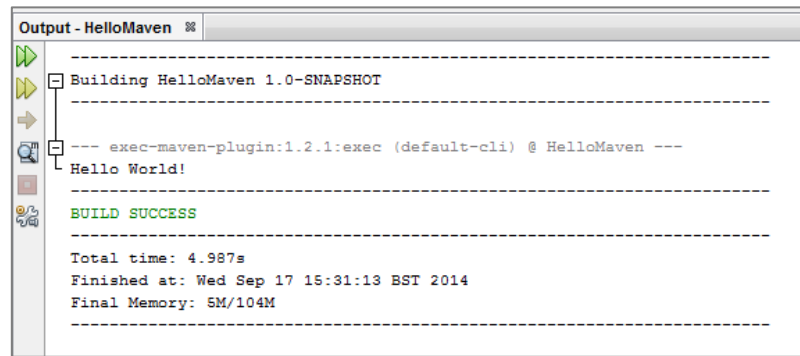 Output - HelloMaven
------------------------------------------------------------------------
Building HelloMaven 1.0-SNAPSHOT
------------------------------------------------------------------------
--- exec-maven-plugin:1.2.1:exec (default-cli) @ HelloMaven ---
Hello World!
------------------------------------------------------------------------
BUILD SUCCESS
------------------------------------------------------------------------
Total time: 4.987s
Finished at: Wed Sep 17 15:31:13 BST 2014
Final Memory: 5M/104M
------------------------------------------------------------------------